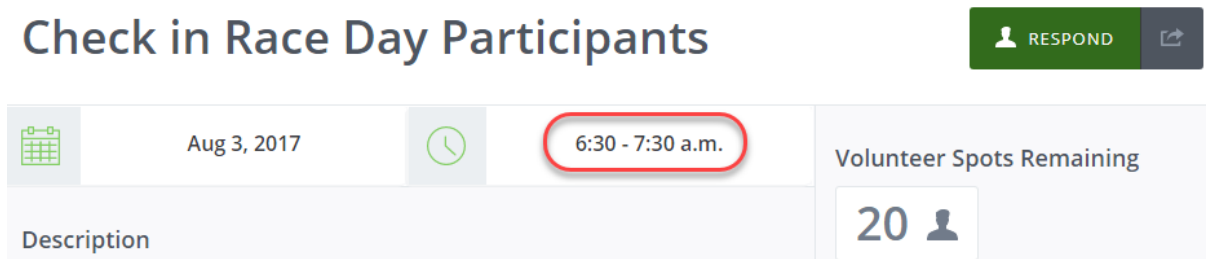 Check in Race Day Participants
RESPOND
Aug 3, 2017
6:30 - 7:30 a.m.
Volunteer Spots Remaining
20
Description